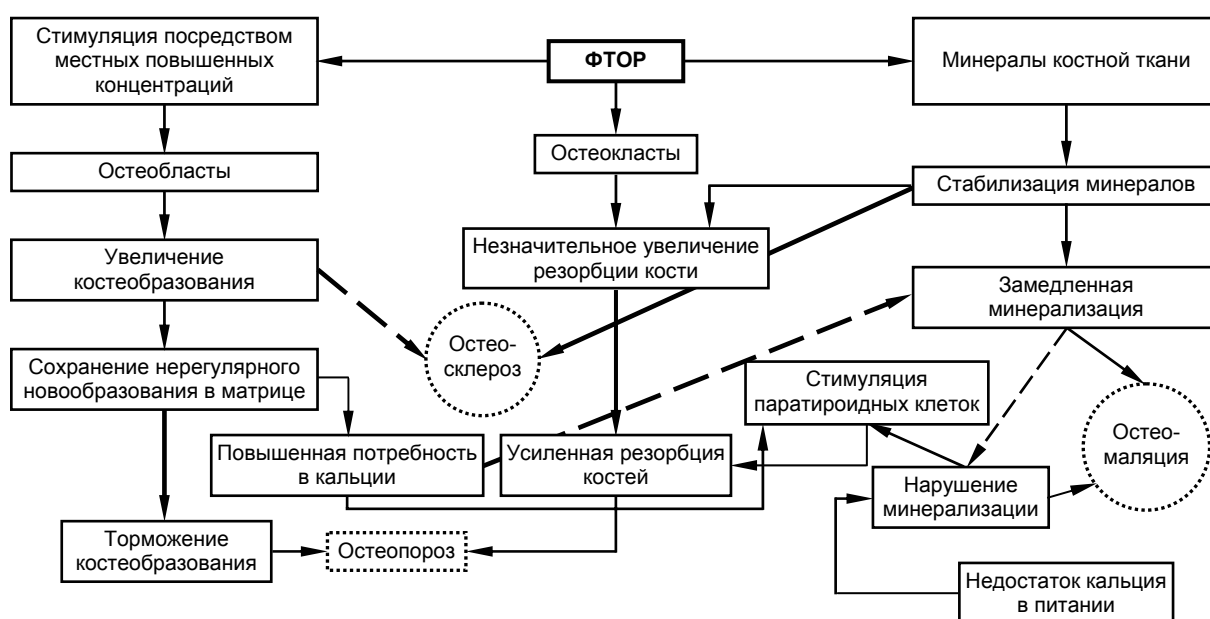 Стимуляция посредством
местных повышенных
концентраций
ФТОР
Минералы костной ткани
Остеокласты
Остеобласты
Стабилизация минералов
Незначительное увеличение
резорбции кости
Увеличение
костеобразования
Замедленная
минерализация
Остео-
склероз
Сохранение нерегулярного
новообразования в матрице
Стимуляция
паратироидных клеток
Остео-
маляция
Повышенная потребность
в кальции
Усиленная резорбция
костей
Нарушение
минерализации
Торможение
костеобразования
Остеопороз
Недостаток кальция
в питании